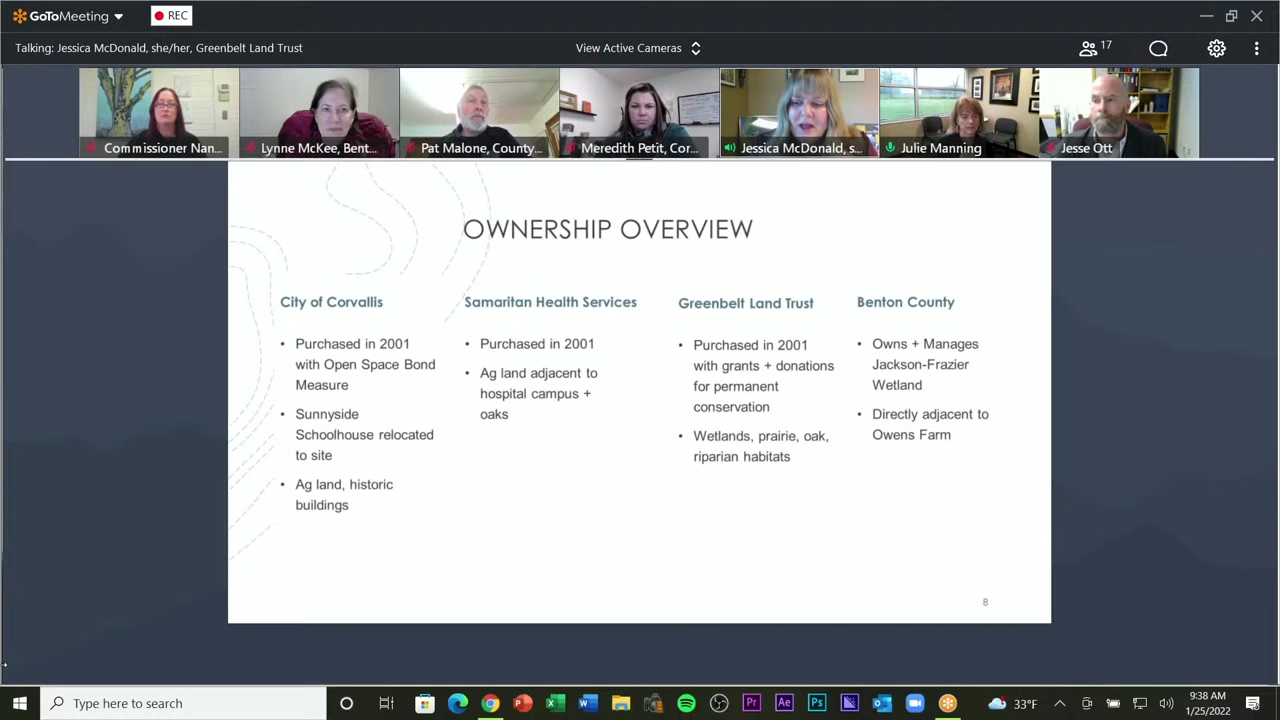 GoToMeeting
REC
Talking: Jessica McDonald, she/her, Greenbelt Land Trust
View Active Cameras
17
Commissioner Nan...
Lynne McKee, Bent...
Pat Malone, County...
Meredith Petit, Cor...
Jessica McDonald, s...
Julie Manning
Jesse Ott
OWNERSHIP OVERVIEW
City of Corvallis
• Purchased in 2001
with Open Space Bond
Measure
• Sunnyside
Schoolhouse relocated
to site
• Ag land, historic
buildings
Samaritan Health Services
• Purchased in 2001
• Ag land adjacent to
hospital campus +
oaks
Greenbelt Land Trust
• Purchased in 2001
with grants + donations
for permanent
conservation
• Wetlands, prairie, oak,
riparian habitats
Benton County
• Owns + Manages
Jackson-Frazier
Wetland
• Directly adjacent to
Owens Farm
8
Type here to search
Pr
Ae
Ps
33°F
9:38 AM
1/25/2022